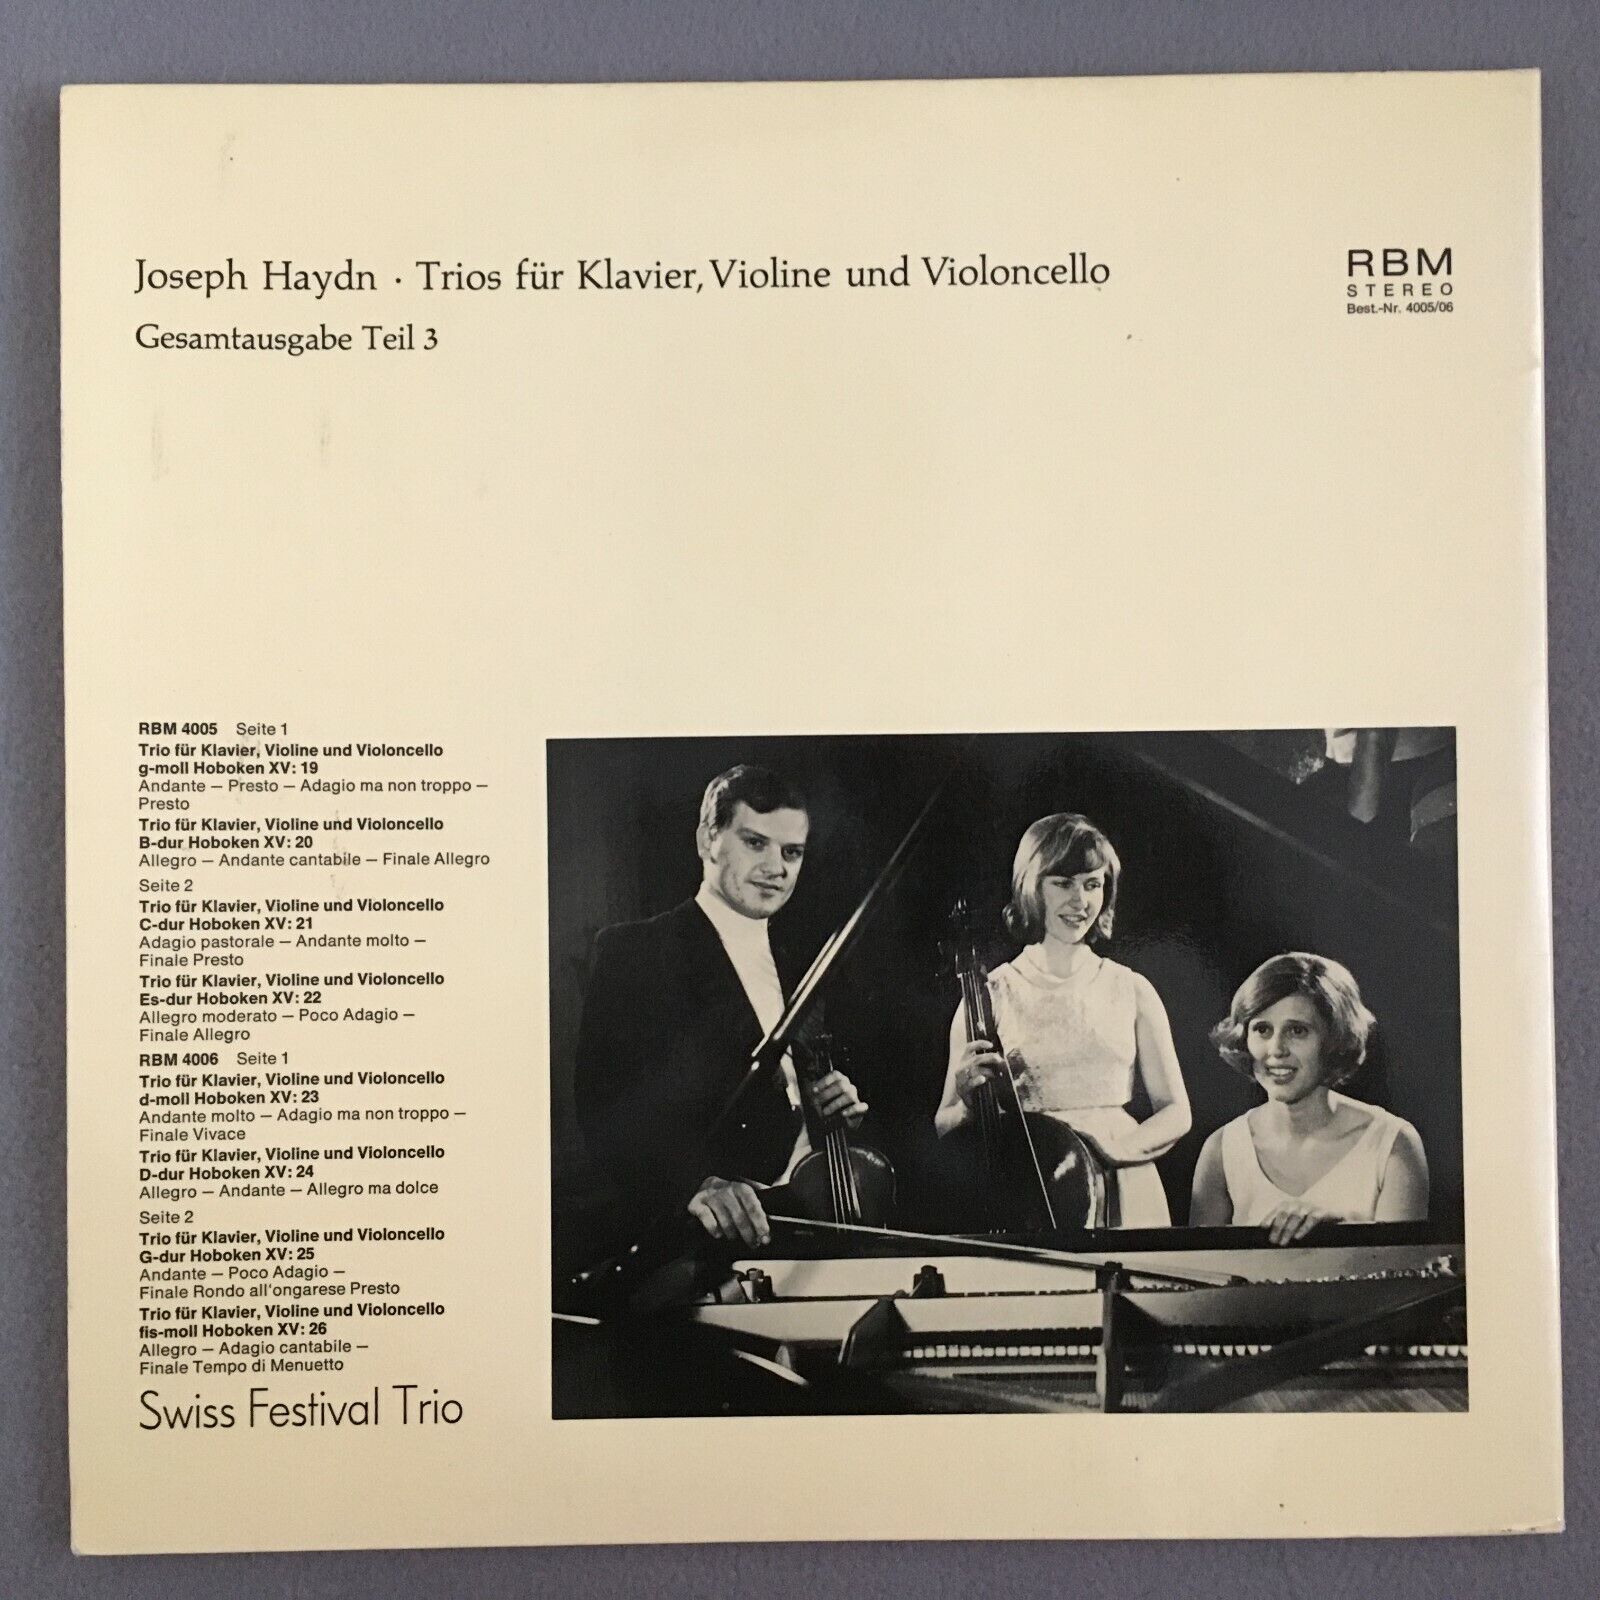 Joseph Haydn · Trios für Klavier, Violine und Violoncello
Gesamtausgabe Teil 3
RBM
STEREO
Best.-Nr. 4005/06
RBM 4005 Seite 1
Trio für Klavier, Violine und Violoncello
g-moll Hoboken XV: 19
Andante – Presto – Adagio ma non troppo –
Presto
Trio für Klavier, Violine und Violoncello
B-dur Hoboken XV: 20
Allegro – Andante cantabile – Finale Allegro
Seite 2
Trio für Klavier, Violine und Violoncello
C-dur Hoboken XV: 21
Adagio pastorale – Andante molto –
Finale Presto
Trio für Klavier, Violine und Violoncello
Es-dur Hoboken XV: 22
Allegro moderato – Poco Adagio –
Finale Allegro
RBM 4006 Seite 1
Trio für Klavier, Violine und Violoncello
d-moll Hoboken XV: 23
Andante molto – Adagio ma non troppo –
Finale Vivace
Trio für Klavier, Violine und Violoncello
D-dur Hoboken XV: 24
Allegro – Andante – Allegro ma dolce
Seite 2
Trio für Klavier, Violine und Violoncello
G-dur Hoboken XV: 25
Andante – Poco Adagio –
Finale Rondo all'ongarese Presto
Trio für Klavier, Violine und Violoncello
fis-moll Hoboken XV: 26
Allegro – Adagio cantabile –
Finale Tempo di Menuetto
Swiss Festival Trio